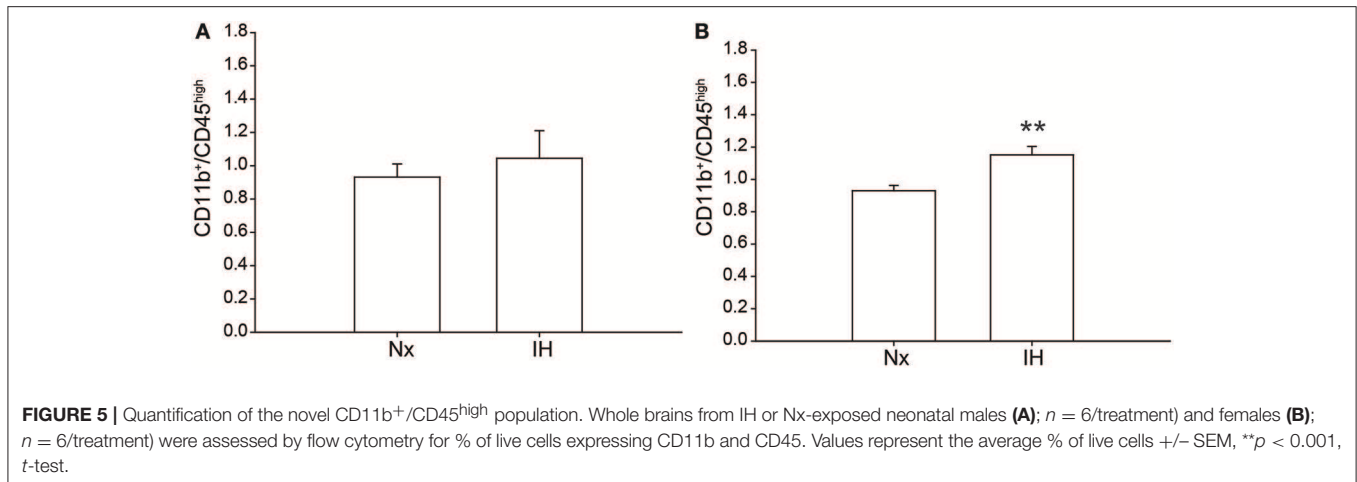 A
CD11b+/CD45high
1.8
1.6
1.4
1.2
1.0
0.8
0.6
0.4
0.2
0.0
Nx IH
B
CD11b+/CD45high
1.8
1.6
1.4
1.2
1.0
0.8
0.6
0.4
0.2
0.0
**
Nx IH
FIGURE 5 | Quantification of the novel CD11b+/CD45high population. Whole brains from IH or Nx-exposed neonatal males (A); n = 6/treatment) and females (B);
n = 6/treatment) were assessed by flow cytometry for % of live cells expressing CD11b and CD45. Values represent the average % of live cells +/– SEM, **p < 0.001,
t-test.